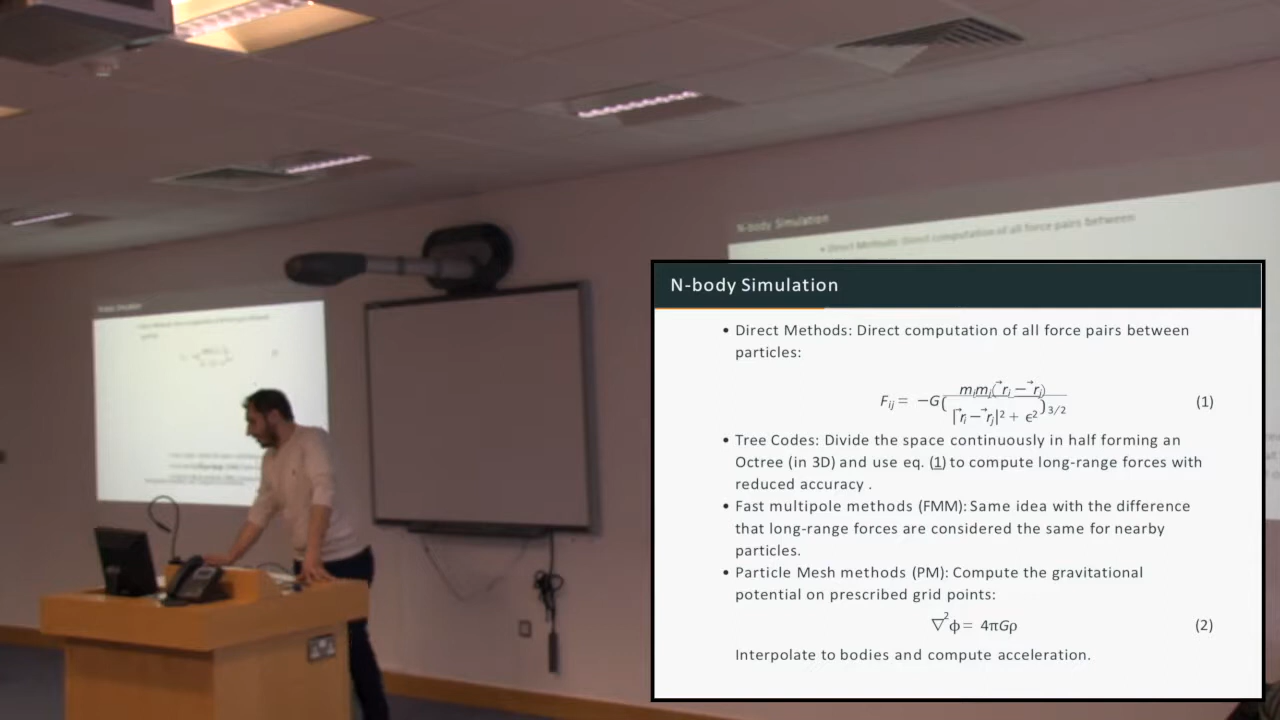 N-body Simulation
• Direct Methods: Direct computation of all force pairs between
N-body Simulation
• Direct Methods: Direct computation of all force pairs between
particles:
F_ij = −G( m_i m_j( r⃗_i − r⃗_j) / |r⃗_i − r⃗_j|² + ϵ² )^3/2 (1)
• Tree Codes: Divide the space continuously in half forming an
Octree (in 3D) and use eq. (1) to compute long-range forces with
reduced accuracy .
• Fast multipole methods (FMM): Same idea with the difference
that long-range forces are considered the same for nearby
particles.
• Particle Mesh methods (PM): Compute the gravitational
potential on prescribed grid points:
▽²ϕ = 4πGρ (2)
Interpolate to bodies and compute acceleration.